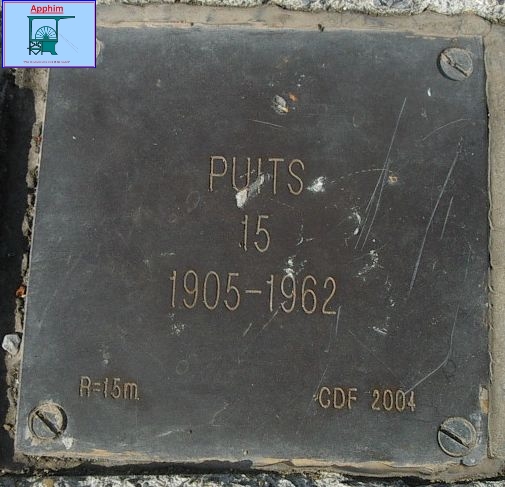 Apphim
PUITS
15
1905-1962
R=15m
CDF 2004